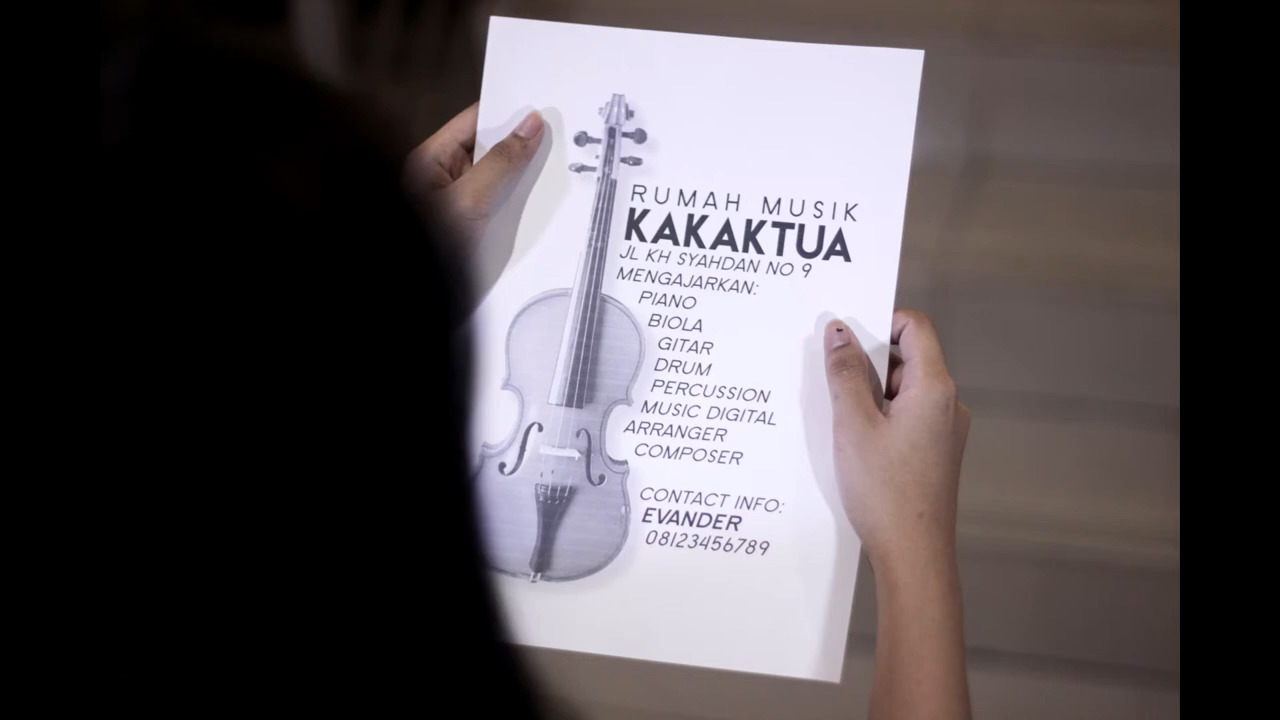 RUMAH MUSIK
KAKAKTUA
JL KH SYAHDAN NO 9
MENGAJARKAN:
PIANO
BIOLA
GITAR
DRUM
PERCUSSION
MUSIC DIGITAL
ARRANGER
COMPOSER
CONTACT INFO:
EVANDER
08123456789